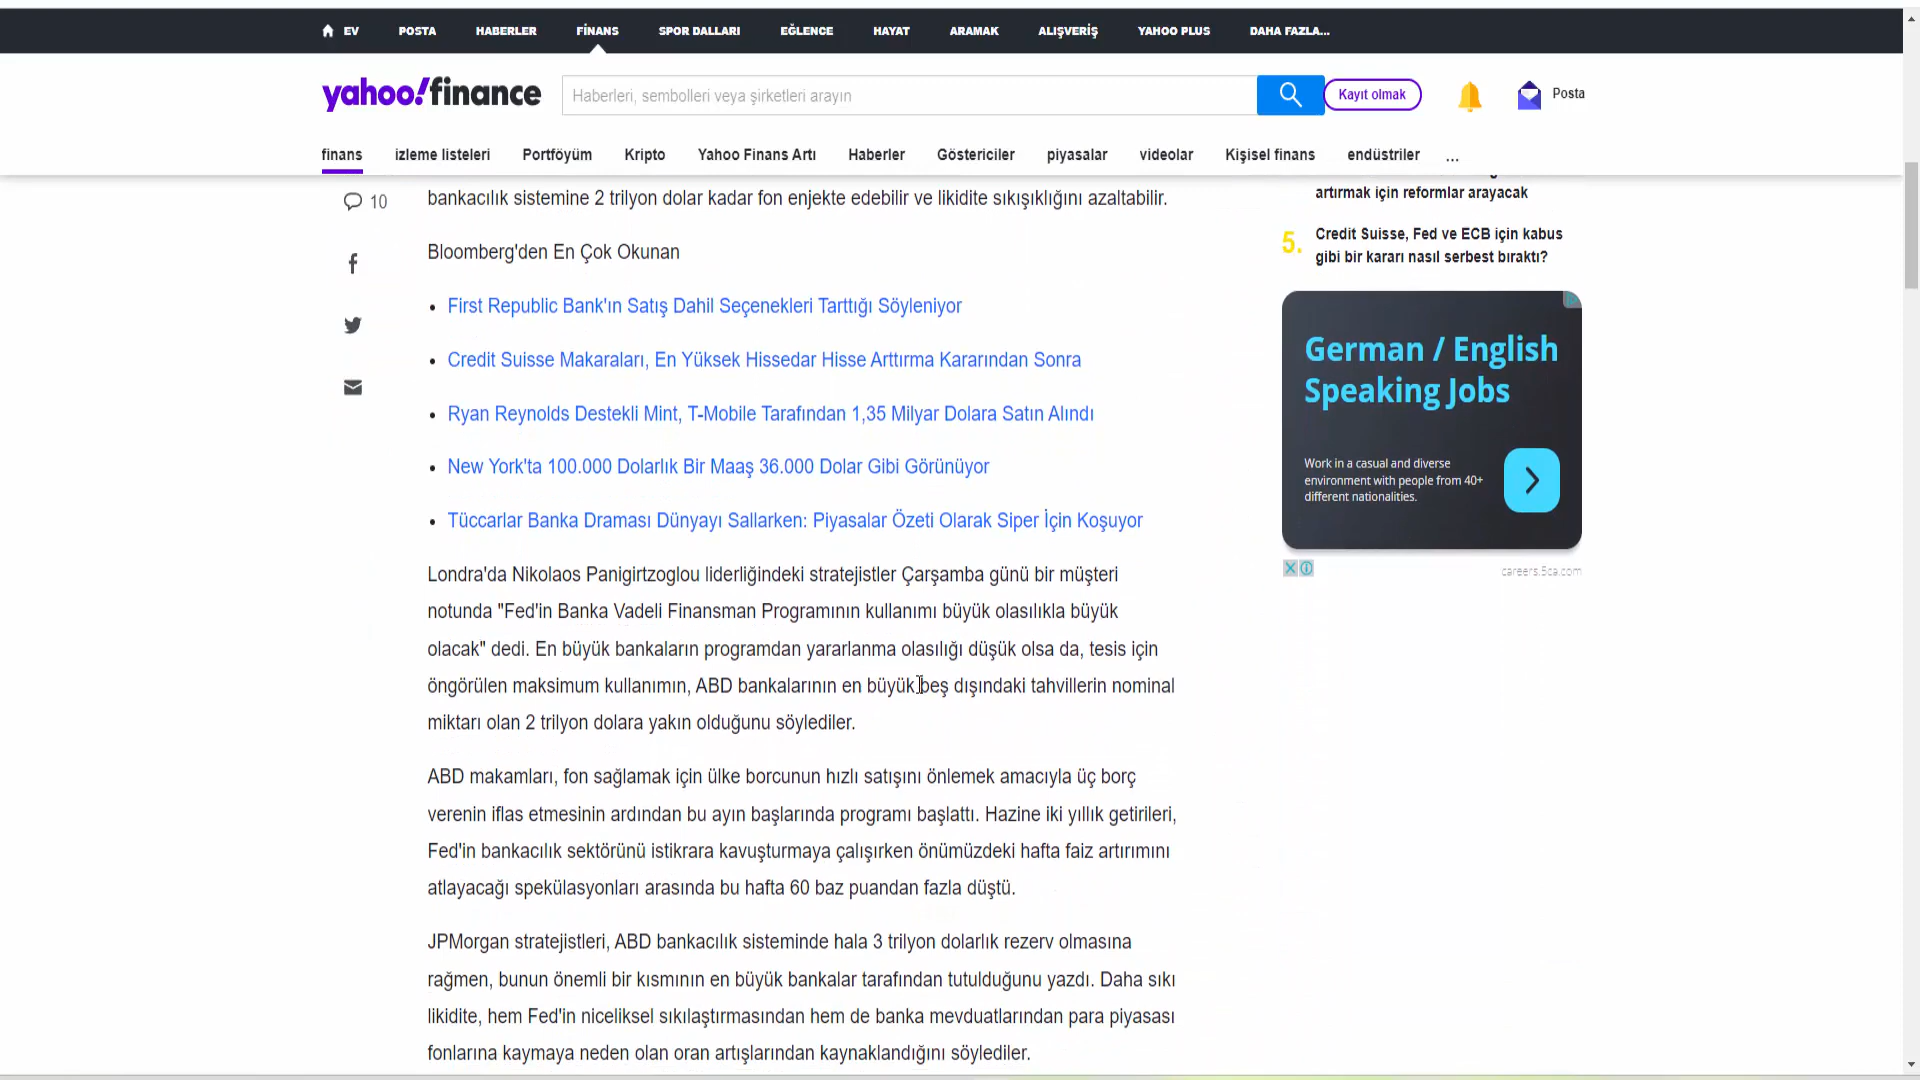 EV POSTA HABERLER FİNANS SPOR DALLARI EĞLENCE HAYAT ARAMAK ALIŞVERİŞ YAHOO PLUS DAHA FAZLA...
yahoo!finance
Haberleri, sembolleri veya şirketleri arayın
Kayıt olmak
Posta
finans izleme listeleri Portföyüm Kripto Yahoo Finans Artı Haberler Göstericiler piyasalar videolar Kişisel finans endüstriler ...
10
bankacılık sistemine 2 trilyon dolar kadar fon enjekte edebilir ve likidite sıkışıklığını azaltabilir.
Bloomberg'den En Çok Okunan
• First Republic Bank'ın Satış Dahil Seçenekleri Tarttığı Söyleniyor
• Credit Suisse Makaraları, En Yüksek Hissedar Hisse Arttırma Kararından Sonra
• Ryan Reynolds Destekli Mint, T-Mobile Tarafından 1,35 Milyar Dolara Satın Alındı
• New York'ta 100.000 Dolarlık Bir Maaş 36.000 Dolar Gibi Görünüyor
• Tüccarlar Banka Draması Dünyayı Sallarken: Piyasalar Özeti Olarak Siper İçin Koşuyor
Londra'da Nikolaos Panigirtzoglou liderliğindeki stratejistler Çarşamba günü bir müşteri
notunda "Fed'in Banka Vadeli Finansman Programının kullanımı büyük olasılıkla büyük
olacak" dedi. En büyük bankaların programdan yararlanma olasılığı düşük olsa da, tesis için
öngörülen maksimum kullanımın, ABD bankalarının en büyük beş dışındaki tahvillerin nominal
miktarı olan 2 trilyon dolara yakın olduğunu söylediler.
ABD makamları, fon sağlamak için ülke borcunun hızlı satışını önlemek amacıyla üç borç
verenin iflas etmesinin ardından bu ayın başlarında programı başlattı. Hazine iki yıllık getirileri,
Fed'in bankacılık sektörünü istikrara kavuşturmaya çalışırken önümüzdeki hafta faiz artırımını
atlayacağı spekülasyonları arasında bu hafta 60 baz puandan fazla düştü.
JPMorgan stratejistleri, ABD bankacılık sisteminde hala 3 trilyon dolarlık rezerv olmasına
rağmen, bunun önemli bir kısmının en büyük bankalar tarafından tutulduğunu yazdı. Daha sıkı
likidite, hem Fed'in niceliksel sıkılaştırmasından hem de banka mevduatlarından para piyasası
fonlarına kaymaya neden olan oran artışlarından kaynaklandığını söylediler.
artırmak için reformlar arayacak
5. Credit Suisse, Fed ve ECB için kabus
gibi bir kararı nasıl serbest bıraktı?
German / English
Speaking Jobs
Work in a casual and diverse
environment with people from 40+
different nationalities.
careers.5ca.com